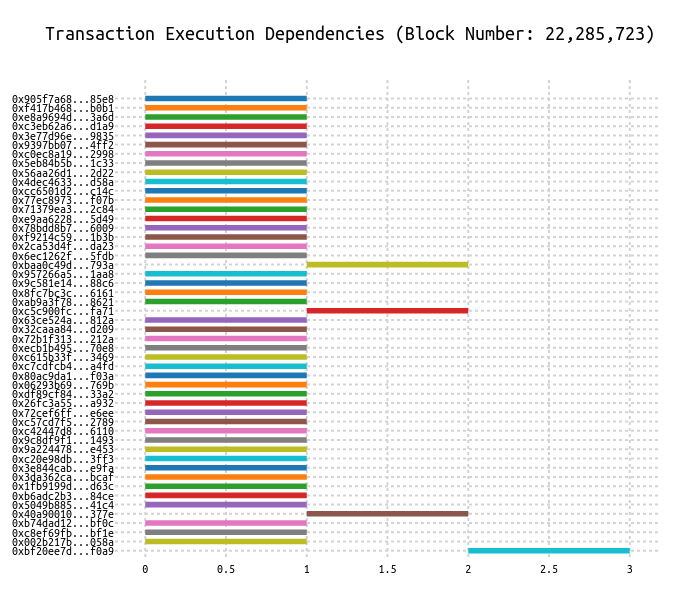 Transaction Execution Dependencies (Block Number: 22,285,723)
0x905f7a68...85e8
0xf417b468...b0b1
0xe8a9694d...3a6d
0xc3eb62a6...d1a9
0x3e77d96e...9835
0x9397bb07...4ff2
0xc0ec8a19...2998
0x5eb84b5b...1c33
0x56aa26d1...2d22
0x4dec4633...d58a
0xcc6501d2...c14c
0x77ec8973...f07b
0x71379ea3...2c84
0xe9aa6228...5d49
0x78bdd8b7...6009
0xf9214c59...1b3b
0x2ca53d4f...da23
0x6ec1262f...5fdb
0xbaa0c49d...793a
0x957266a5...1aa8
0x9c581e14...88c6
0x8fc7bc3c...6161
0xab9a3f78...8621
0xc5c900fc...fa71
0x63ce524a...812a
0x32caaa84...d209
0x72b1f313...212a
0xecb1b495...70e8
0xc615b33f...3469
0xc7cdfcb4...a4fd
0x80ac9da1...f03a
0x06293b69...769b
0xdf89cf84...33a2
0x26fc3a55...a932
0x72cef6ff...e6ee
0xc57cd7f5...2789
0xc42447d8...6110
0x9c8df9f1...1493
0x9a224478...e453
0xc20e98db...3ff3
0x3e844cab...e9fa
0x3da362ca...bcaf
0x1fb9199d...d63c
0xb6adc2b3...84ce
0x5049b885...41c4
0x40a90010...377e
0xb74dad12...bf0c
0xc8ef69fb...bf1e
0x002b217b...058a
0xbf20ee7d...f0a9
0 0.5 1 1.5 2 2.5 3